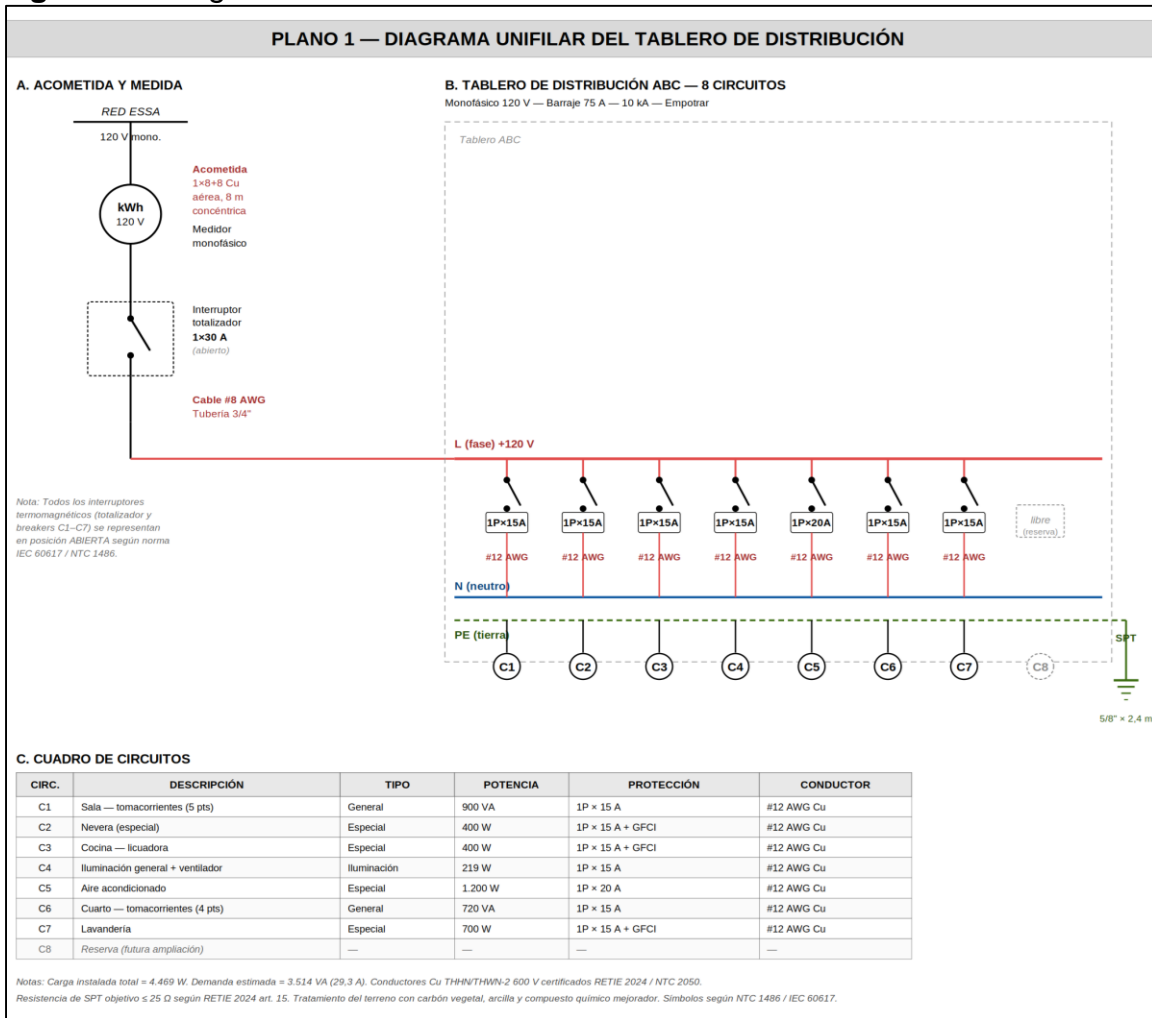 PLANO 1 — DIAGRAMA UNIFILAR DEL TABLERO DE DISTRIBUCIÓN
A. ACOMETIDA Y MEDIDA
RED ESSA
120 V mono.
kWh
120 V
Acometida
1×8+8 Cu
aérea, 8 m
concéntrica
Medidor
monofásico
Interruptor
totalizador
1×30 A
(abierto)
Cable #8 AWG
Tubería 3/4"
Nota: Todos los interruptores
termomagnéticos (totalizador y
breakers C1–C7) se representan
en posición ABIERTA según norma
IEC 60617 / NTC 1486.
B. TABLERO DE DISTRIBUCIÓN ABC — 8 CIRCUITOS
Monofásico 120 V — Barraje 75 A — 10 kA — Empotrar
Tablero ABC
L (fase) +120 V
1P×15A 1P×15A 1P×15A 1P×15A 1P×20A 1P×15A 1P×15A libre
(reserva)
#12 AWG #12 AWG #12 AWG #12 AWG #12 AWG #12 AWG #12 AWG
N (neutro)
PE (tierra)
SPT
C1 C2 C3 C4 C5 C6 C7 C8
5/8" × 2,4 m
C. CUADRO DE CIRCUITOS
CIRC. DESCRIPCIÓN TIPO POTENCIA PROTECCIÓN CONDUCTOR
C1 Sala — tomacorrientes (5 pts) General 900 VA 1P × 15 A #12 AWG Cu
C2 Nevera (especial) Especial 400 W 1P × 15 A + GFCI #12 AWG Cu
C3 Cocina — licuadora Especial 400 W 1P × 15 A + GFCI #12 AWG Cu
C4 Iluminación general + ventilador Iluminación 219 W 1P × 15 A #12 AWG Cu
C5 Aire acondicionado Especial 1.200 W 1P × 20 A #12 AWG Cu
C6 Cuarto — tomacorrientes (4 pts) General 720 VA 1P × 15 A #12 AWG Cu
C7 Lavandería Especial 700 W 1P × 15 A + GFCI #12 AWG Cu
C8 Reserva (futura ampliación) — — — —
Notas: Carga instalada total = 4.469 W. Demanda estimada = 3.514 VA (29,3 A). Conductores Cu THHN/THWN-2 600 V certificados RETIE 2024 / NTC 2050.
Resistencia de SPT objetivo ≤ 25 Ω según RETIE 2024 art. 15. Tratamiento del terreno con carbón vegetal, arcilla y compuesto químico mejorador. Símbolos según NTC 1486 / IEC 60617.